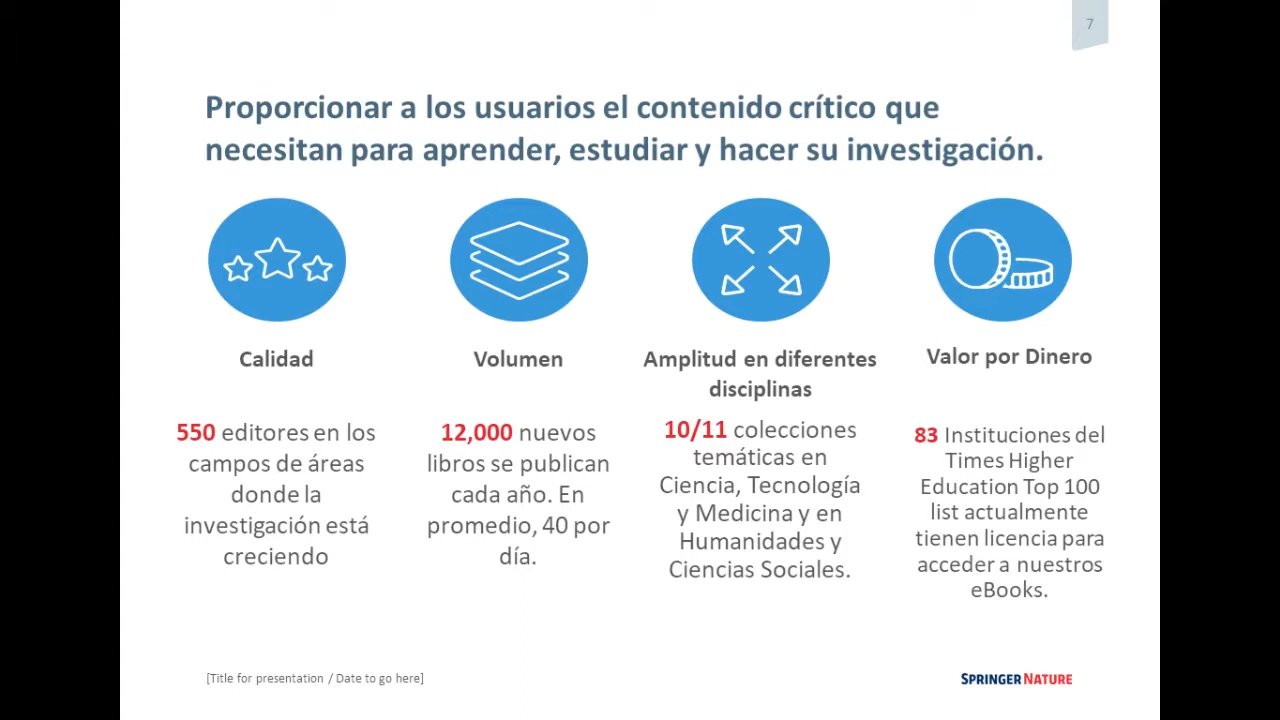 7
Proporcionar a los usuarios el contenido crítico que
necesitan para aprender, estudiar y hacer su investigación.
Calidad
550 editores en los
campos de áreas
donde la
investigación está
creciendo
Volumen
12,000 nuevos
libros se publican
cada año. En
promedio, 40 por
día.
Amplitud en diferentes
disciplinas
10/11 colecciones
temáticas en
Ciencia, Tecnología
y Medicina y en
Humanidades y
Ciencias Sociales.
Valor por Dinero
83 Instituciones del
Times Higher
Education Top 100
list actualmente
tienen licencia para
acceder a nuestros
eBooks.
[Title for presentation / Date to go here]
SPRINGER NATURE